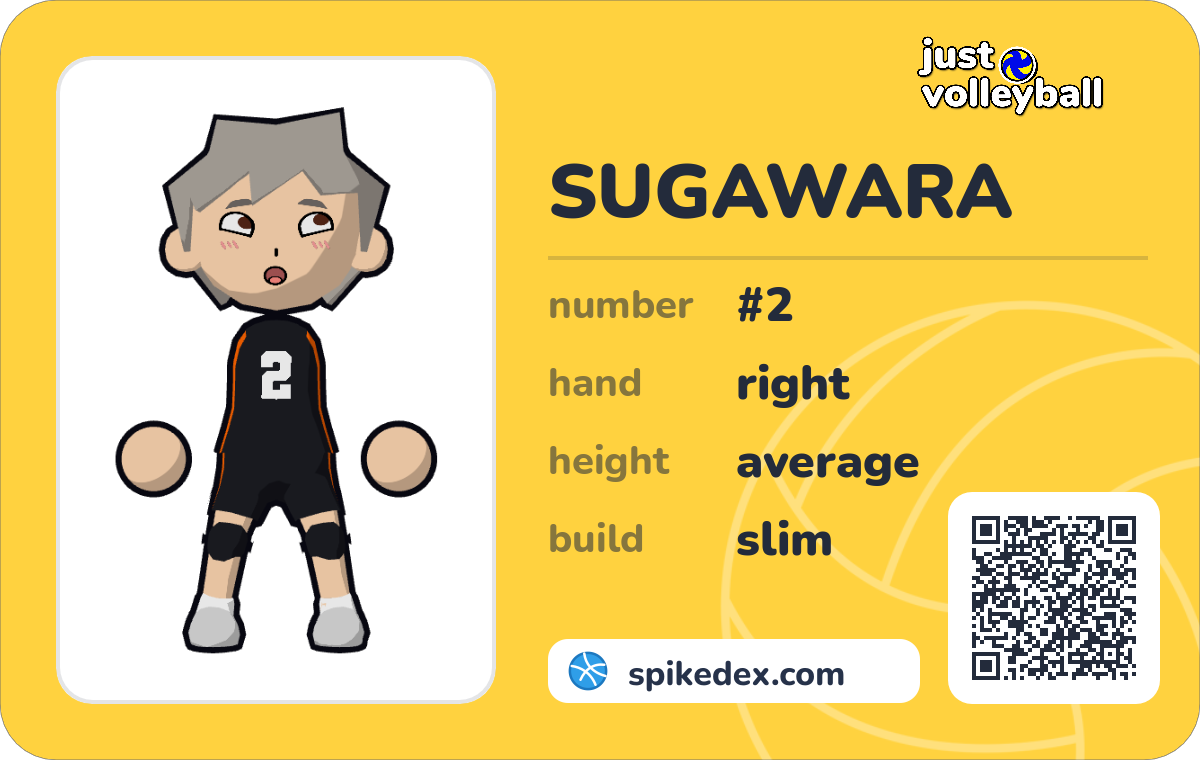 just
volleyball
SUGAWARA
number #2
hand right
height average
build slim
2
spikedex.com